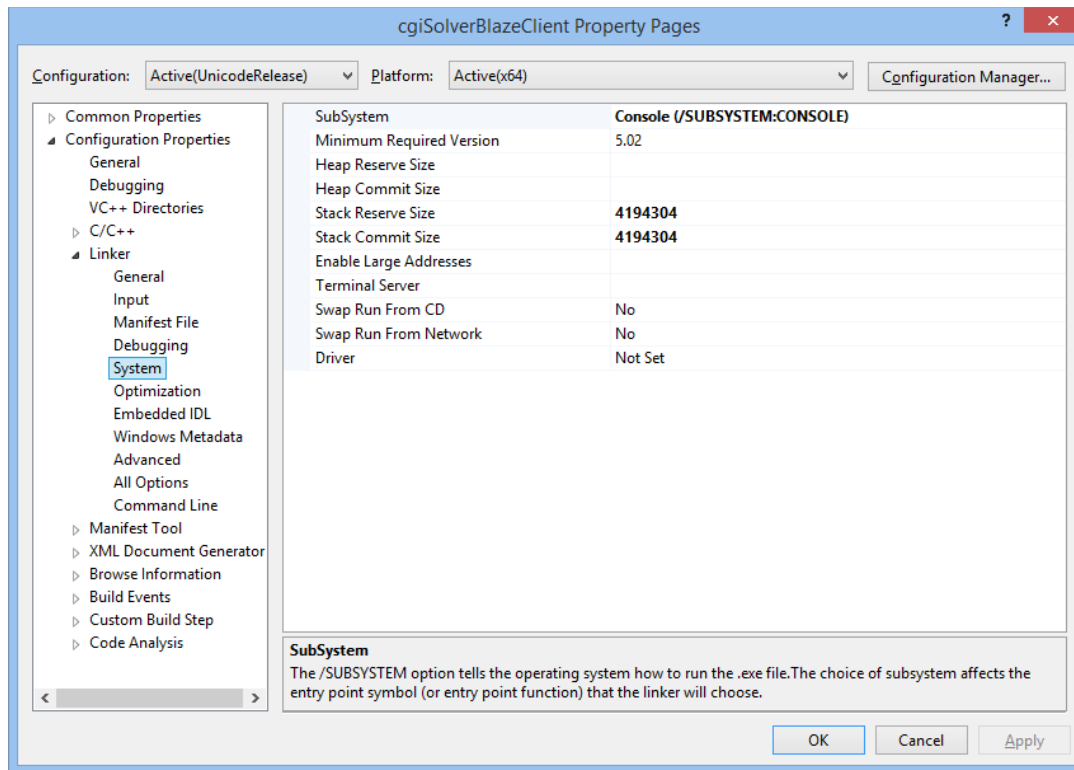 cgiSolverBlazeClient Property Pages
?
Configuration: Active(UnicodeRelease) Platform: Active(x64) Configuration Manager...
Common Properties
Configuration Properties
General
Debugging
VC++ Directories
C/C++
Linker
General
Input
Manifest File
Debugging
System
Optimization
Embedded IDL
Windows Metadata
Advanced
All Options
Command Line
Manifest Tool
XML Document Generator
Browse Information
Build Events
Custom Build Step
Code Analysis
SubSystem Console (/SUBSYSTEM:CONSOLE)
Minimum Required Version 5.02
Heap Reserve Size
Heap Commit Size
Stack Reserve Size 4194304
Stack Commit Size 4194304
Enable Large Addresses
Terminal Server
Swap Run From CD No
Swap Run From Network No
Driver Not Set
SubSystem
The /SUBSYSTEM option tells the operating system how to run the .exe file.The choice of subsystem affects the
entry point symbol (or entry point function) that the linker will choose.
OK Cancel Apply